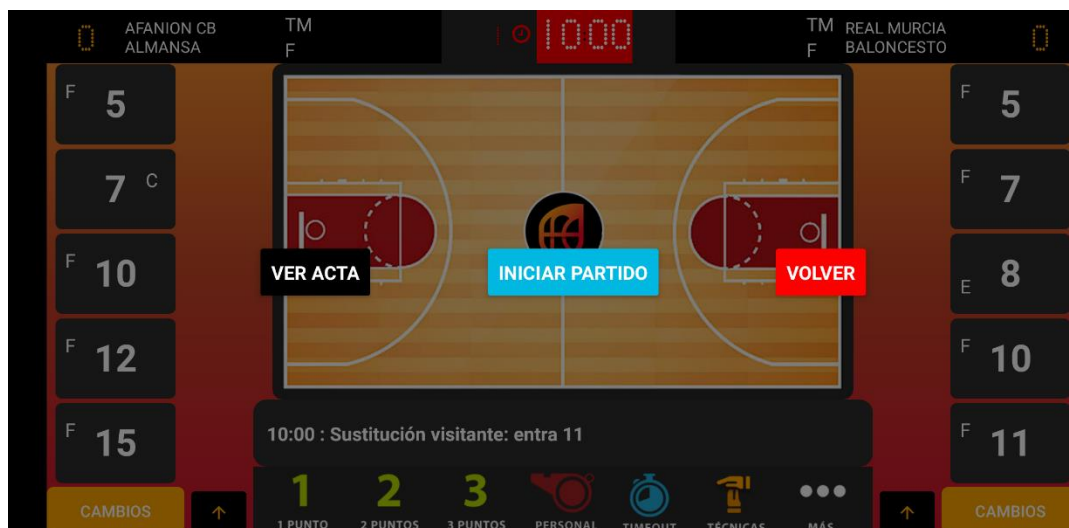 0 AFANION CB
ALMANSA
TM
F
1 10:00
TM
F
REAL MURCIA
BALONCESTO
0
F 5
7 C
F 10
F 12
F 15
CAMBIOS
VER ACTA
INICIAR PARTIDO
VOLVER
10:00 : Sustitución visitante: entra 11
1 2 3
1 PUNTO 2 PUNTOS 3 PUNTOS PERSONAL TIMEOUT TÉCNICAS MÁS
F 5
F 7
E 8
F 10
F 11
CAMBIOS